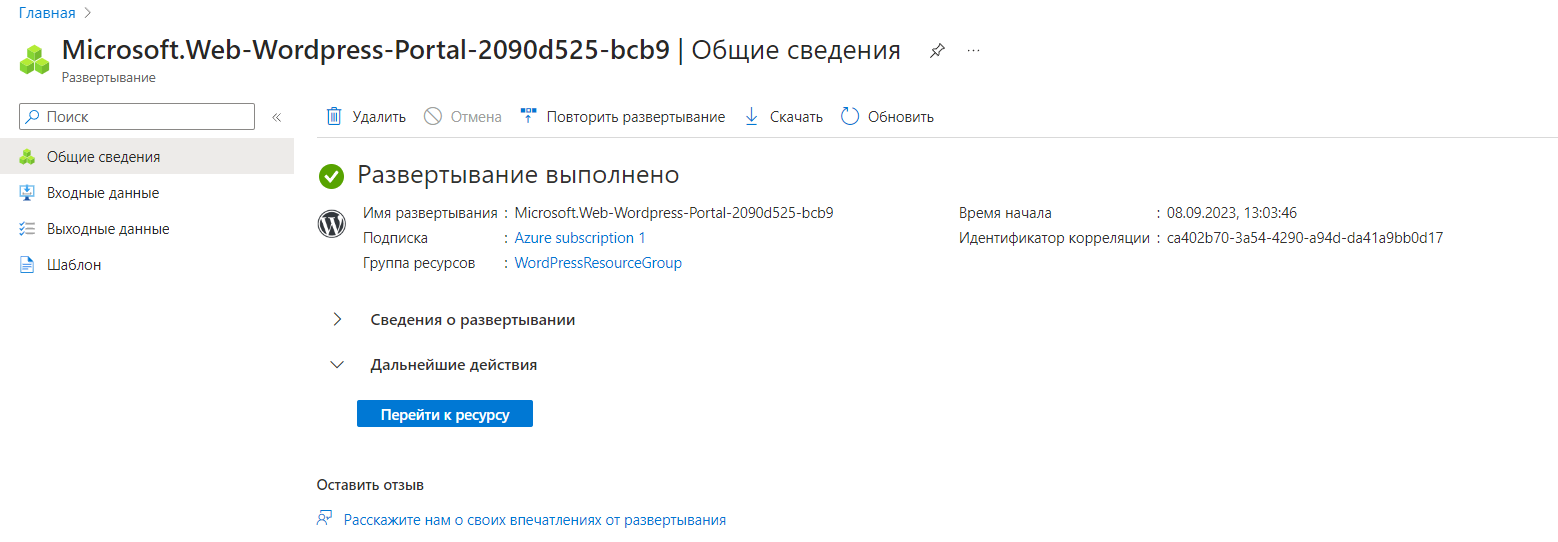 Главная
Microsoft.Web-Wordpress-Portal-2090d525-bcb9 | Общие сведения
Развертывание
Поиск
Удалить Отмена Повторить развертывание Скачать Обновить
Общие сведения
Входные данные
Выходные данные
Шаблон
Развертывание выполнено
Имя развертывания : Microsoft.Web-Wordpress-Portal-2090d525-bcb9
Подписка : Azure subscription 1
Группа ресурсов : WordPressResourceGroup
Время начала : 08.09.2023, 13:03:46
Идентификатор корреляции : ca402b70-3a54-4290-a94d-da41a9bb0d17
Сведения о развертывании
Дальнейшие действия
Перейти к ресурсу
Оставить отзыв
Расскажите нам о своих впечатлениях от развертывания